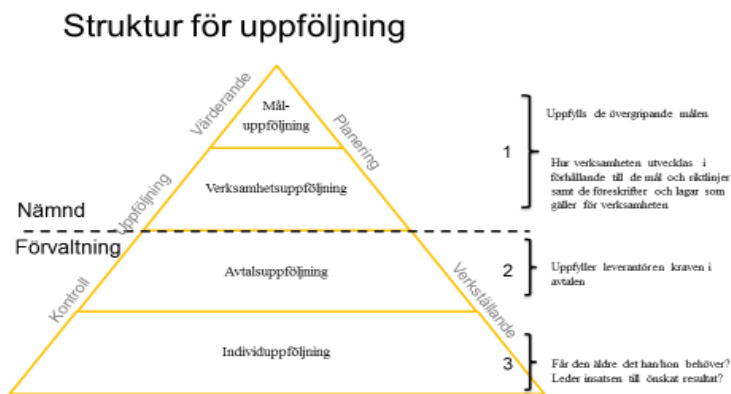 Struktur för uppföljning
Värderande
Mål-
uppföljning
Planering
Uppfylls de övergripande målen
1
Hur verksamheten utvecklas i
förhållande till de mål och riktlinjer
samt de föreskrifter och lagar som
gäller för verksamheten
Uppföljning
Verksamhetsuppföljning
Nämnd
Förvaltning
Kontroll
Avtalsuppföljning
Verkställande
2
Uppfyller leverantören kraven i
avtalen
Individuppföljning
3
Får den äldre det han/hon behöver?
Leder insatsen till önskat resultat?